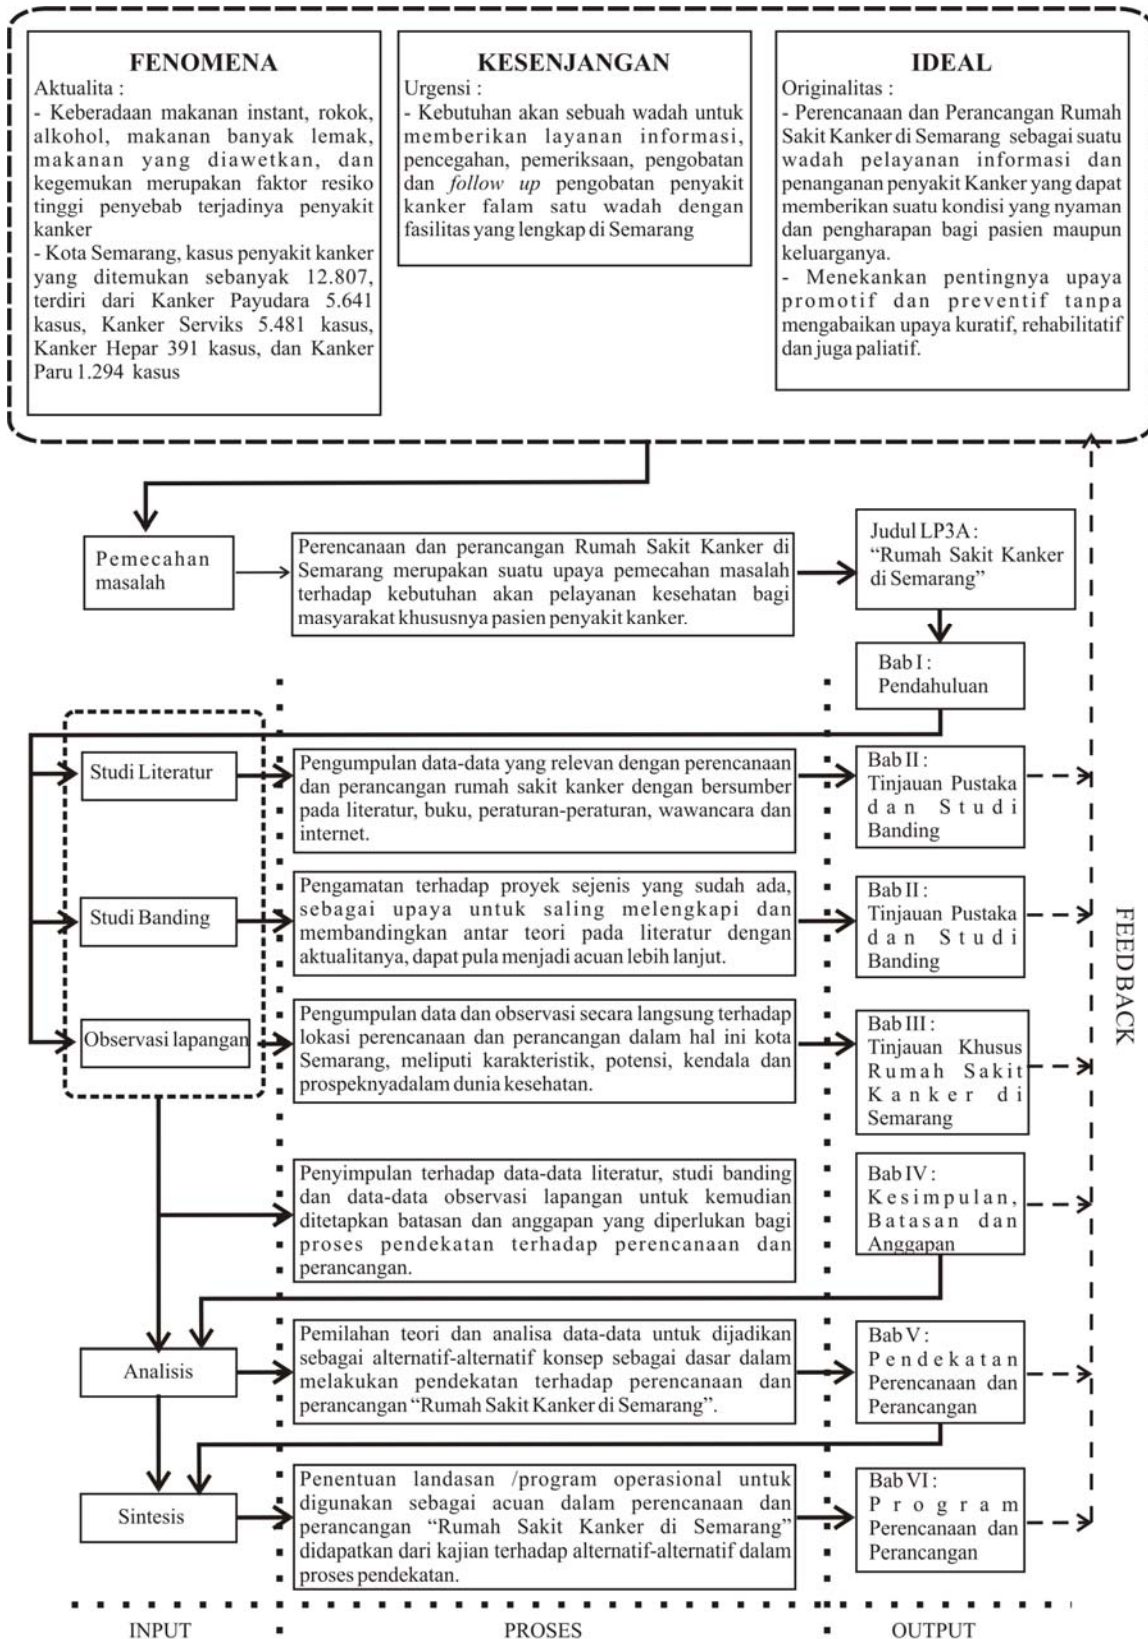 FENOMENA
Aktualita :
- Keberadaan makanan instant, rokok,
alkohol, makanan banyak lemak,
makanan yang diawetkan, dan
kegemukan merupakan faktor resiko
tinggi penyebab terjadinya penyakit
kanker
- Kota Semarang, kasus penyakit kanker
yang ditemukan sebanyak 12.807,
terdiri dari Kanker Payudara 5.641
kasus, Kanker Serviks 5.481 kasus,
Kanker Hepar 391 kasus, dan Kanker
Paru 1.294 kasus
KESENJANGAN
Urgensi :
- Kebutuhan akan sebuah wadah untuk
memberikan layanan informasi,
pencegahan, pemeriksaan, pengobatan
dan follow up pengobatan penyakit
kanker falam satu wadah dengan
fasilitas yang lengkap di Semarang
IDEAL
Originalitas :
- Perencanaan dan Perancangan Rumah
Sakit Kanker di Semarang sebagai suatu
wadah pelayanan informasi dan
penanganan penyakit Kanker yang dapat
memberikan suatu kondisi yang nyaman
dan pengharapan bagi pasien maupun
keluarganya.
- Menekankan pentingnya upaya
promotif dan preventif tanpa
mengabaikan upaya kuratif, rehabilitatif
dan juga paliatif.
Pemecahan
masalah
Perencanaan dan perancangan Rumah Sakit Kanker di
Semarang merupakan suatu upaya pemecahan masalah
terhadap kebutuhan akan pelayanan kesehatan bagi
masyarakat khususnya pasien penyakit kanker.
Judul LP3A :
“Rumah Sakit Kanker
di Semarang”
Bab I :
Pendahuluan
Studi Literatur
Pengumpulan data-data yang relevan dengan perencanaan
dan perancangan rumah sakit kanker dengan bersumber
pada literatur, buku, peraturan-peraturan, wawancara dan
internet.
Bab II :
Tinjauan Pustaka
dan Studi
Banding
Studi Banding
Pengamatan terhadap proyek sejenis yang sudah ada,
sebagai upaya untuk saling melengkapi dan
membandingkan antar teori pada literatur dengan
aktualitanya, dapat pula menjadi acuan lebih lanjut.
Bab II :
Tinjauan Pustaka
dan Studi
Banding
Observasi lapangan
Pengumpulan data dan observasi secara langsung terhadap
lokasi perencanaan dan perancangan dalam hal ini kota
Semarang, meliputi karakteristik, potensi, kendala dan
prospeknyadalam dunia kesehatan.
Bab III :
Tinjauan Khusus
Rumah Sakit
Kanker di
Semarang
Penyimpulan terhadap data-data literatur, studi banding
dan data-data observasi lapangan untuk kemudian
ditetapkan batasan dan anggapan yang diperlukan bagi
proses pendekatan terhadap perencanaan dan
perancangan.
Bab IV :
Kesimpulan,
Batasan dan
Anggapan
Analisis
Pemilahan teori dan analisa data-data untuk dijadikan
sebagai alternatif-alternatif konsep sebagai dasar dalam
melakukan pendekatan terhadap perencanaan dan
perancangan “Rumah Sakit Kanker di Semarang”.
Bab V :
Pendekatan
Perencanaan dan
Perancangan
Sintesis
Penentuan landasan /program operasional untuk
digunakan sebagai acuan dalam perencanaan dan
perancangan “Rumah Sakit Kanker di Semarang”
didapatkan dari kajian terhadap alternatif-alternatif dalam
proses pendekatan.
Bab VI :
Program
Perencanaan dan
Perancangan
FEED BACK
INPUT
PROSES
OUTPUT